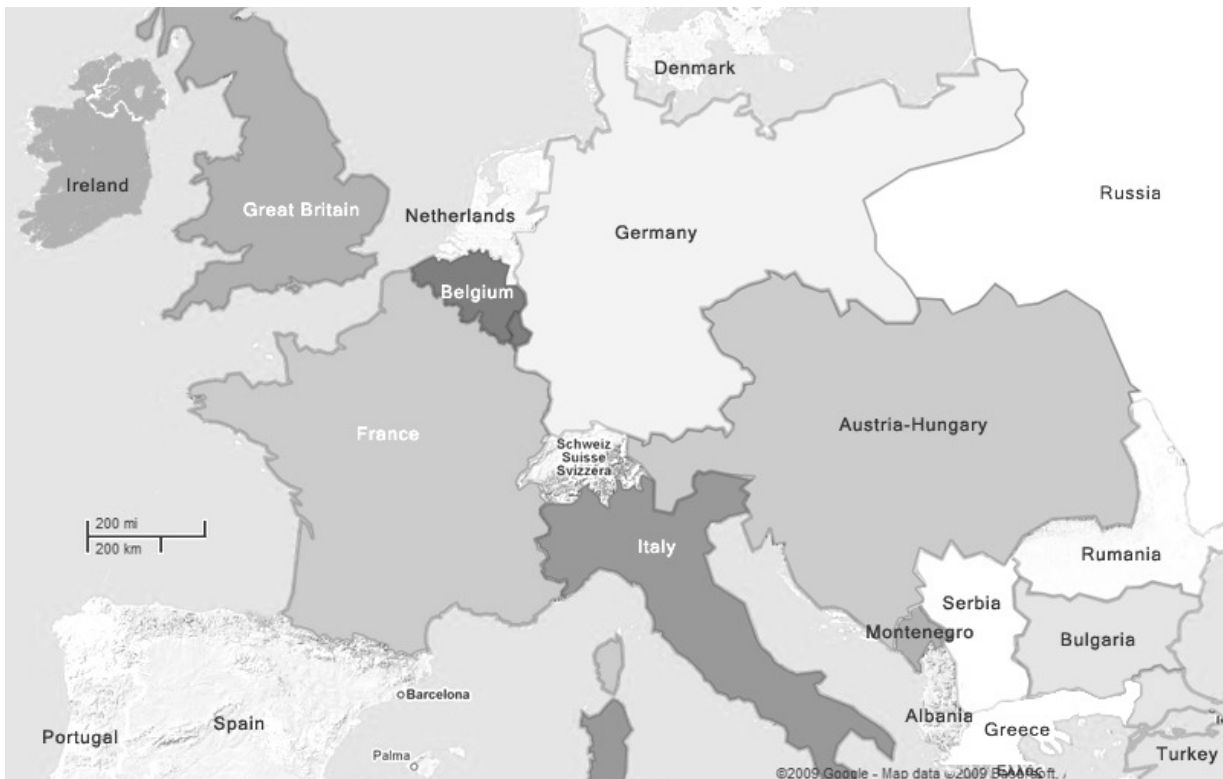 Denmark
Ireland
Great Britain
Netherlands
Germany
Russia
Belgium
France
Schweiz
Suisse
Svizzera
Austria-Hungary
200 mi
200 km
Italy
Rumania
Serbia
Montenegro
Bulgaria
Barcelona
Portugal
Spain
Albania
Greece
Palma
Turkey
©2009 Google - Map data ©2009 Basarsoft,